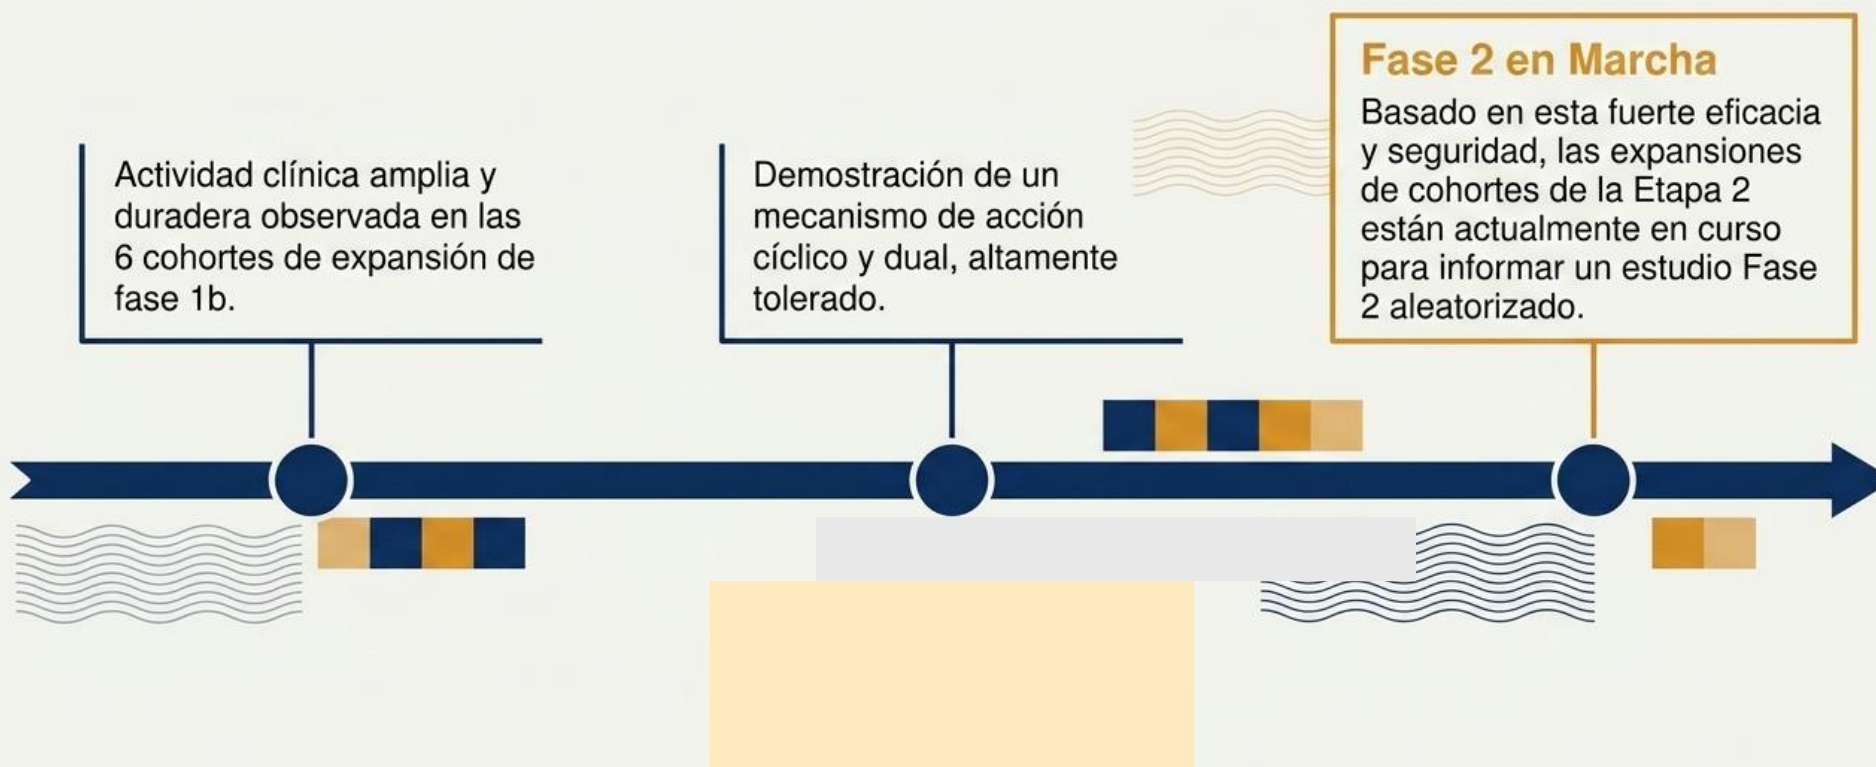 Actividad clínica amplia y
duradera observada en las
6 cohortes de expansión de
fase 1b.
Demostración de un
mecanismo de acción
cíclico y dual, altamente
tolerado.
Fase 2 en Marcha
Basado en esta fuerte eficacia
y seguridad, las expansiones
de cohortes de la Etapa 2
están actualmente en curso
para informar un estudio Fase
2 aleatorizado.